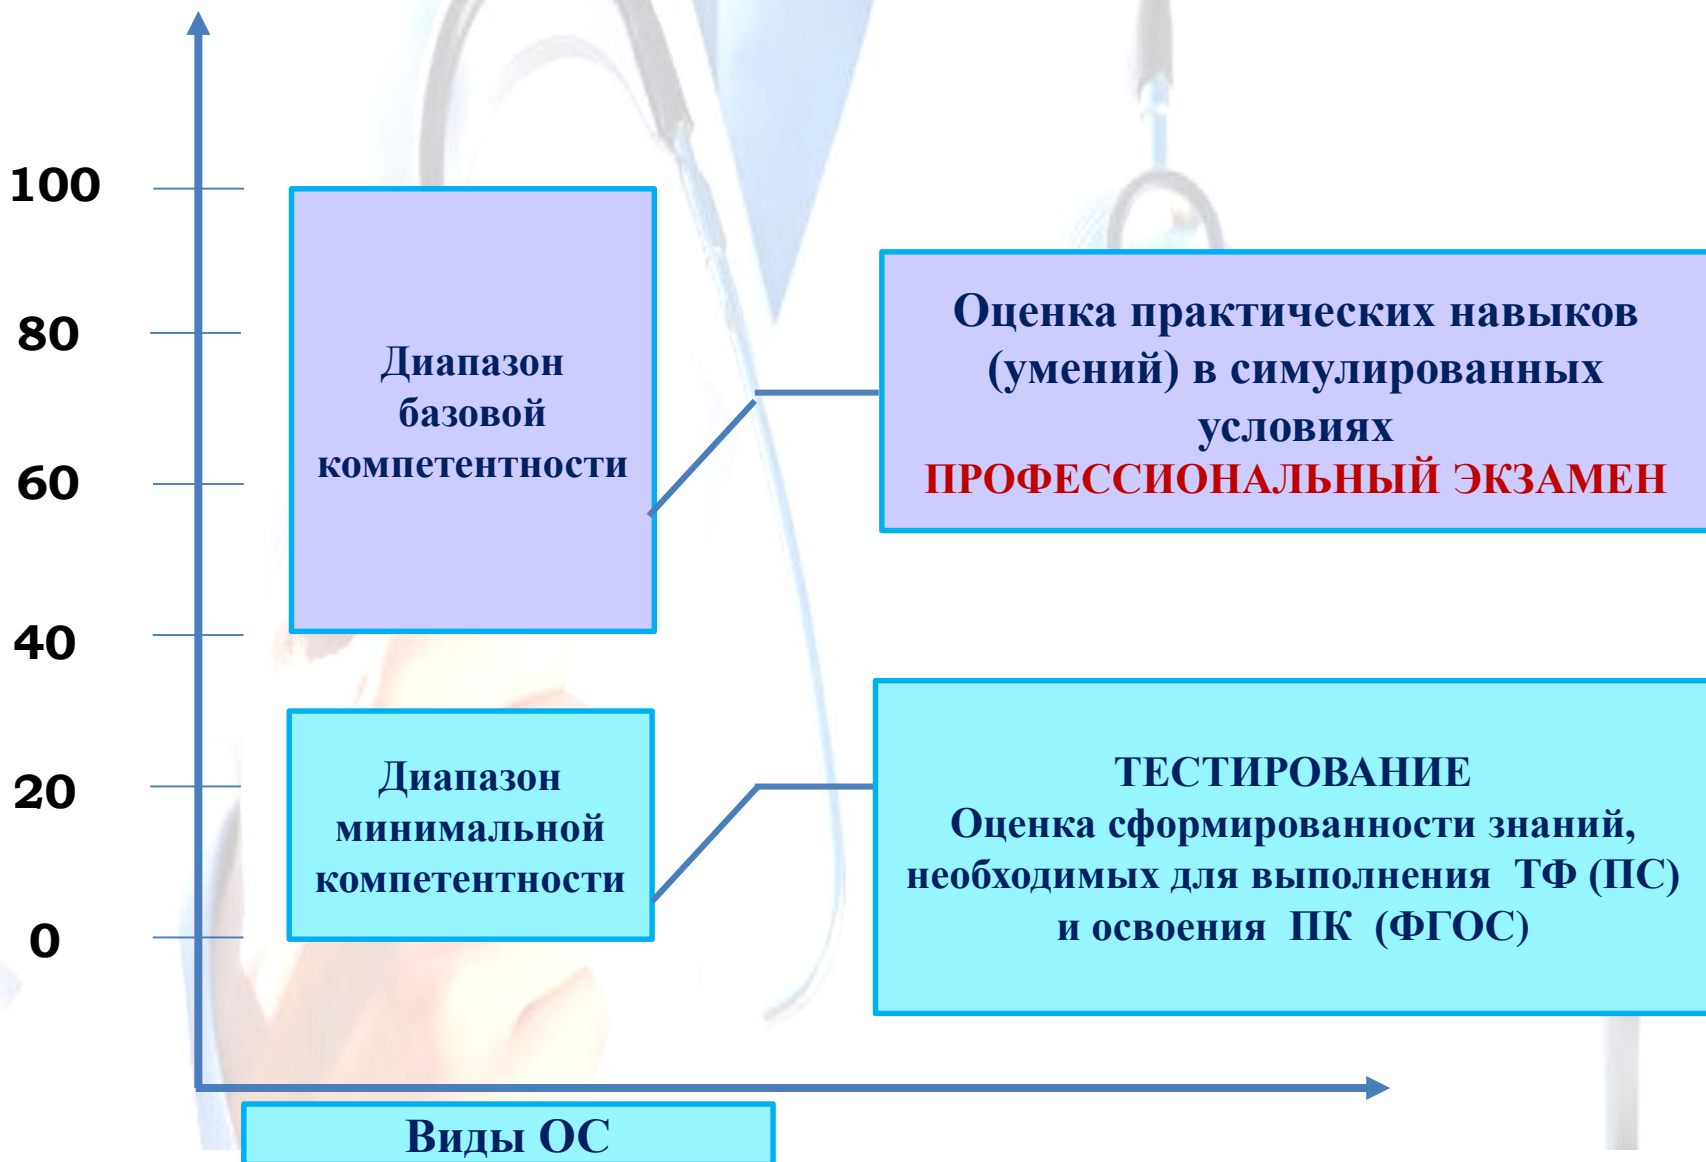 100
80
60
40
20
0
Диапазон
базовой
компетентности
Оценка практических навыков
(умений) в симулированных
условиях
ПРОФЕССИОНАЛЬНЫЙ ЭКЗАМЕН
Диапазон
минимальной
компетентности
ТЕСТИРОВАНИЕ
Оценка сформированности знаний,
необходимых для выполнения ТФ (ПС)
и освоения ПК (ФГОС)
Виды ОС